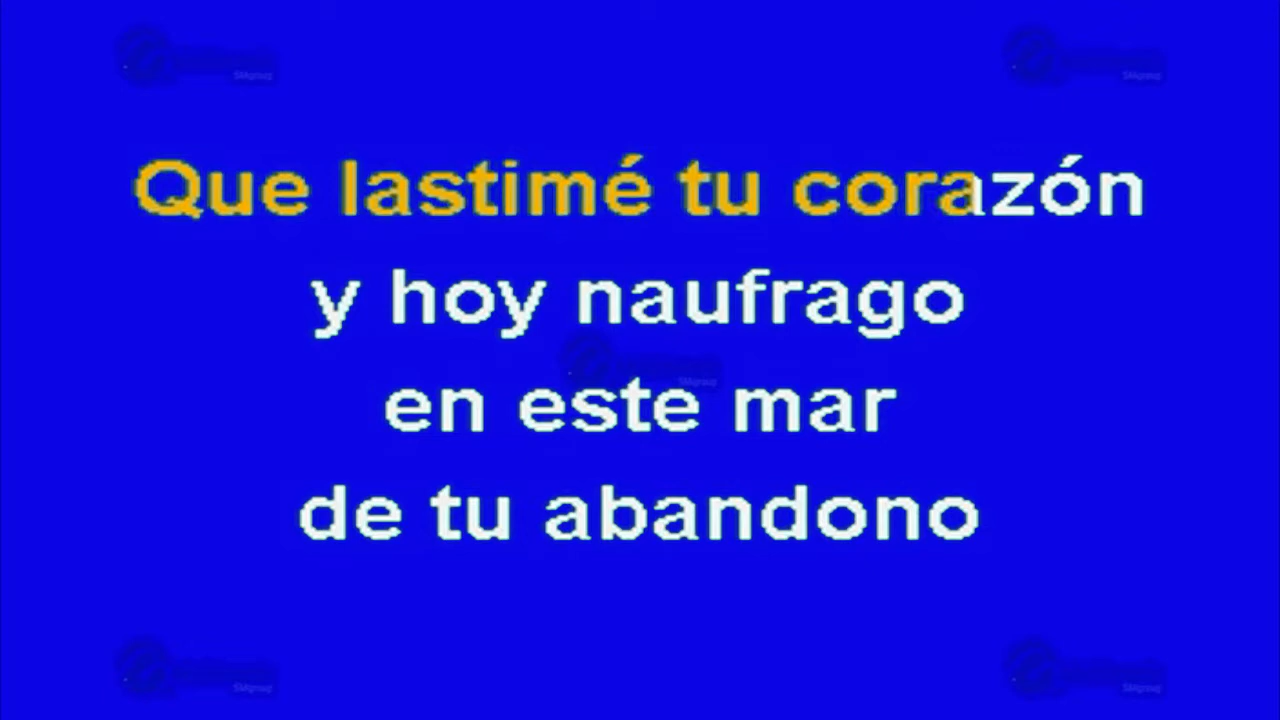 Que lastimé tu corazón
y hoy naufrago
en este mar
de tu abandono